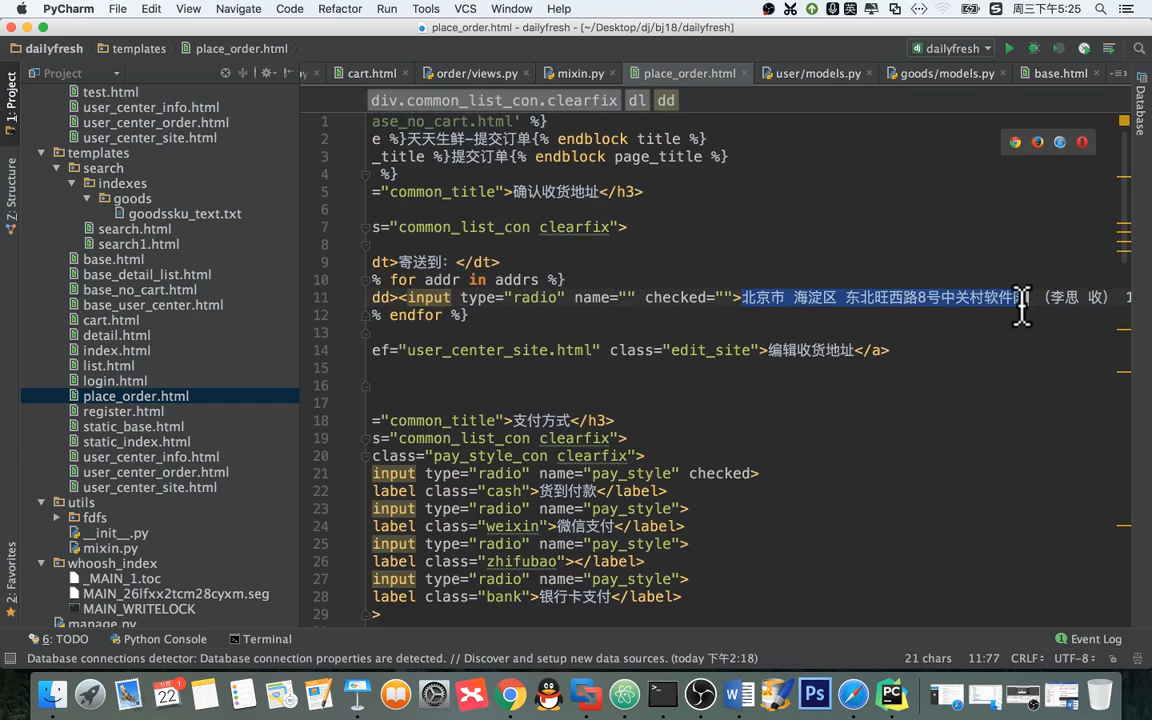 PyCharm File Edit View Navigate Code Refactor Run Tools VCS Window Help 周三下午5:25
place_order.html - dailyfresh - [~/Desktop/dj/bj18/dailyfresh]
dailyfresh templates place_order.html dailyfresh
Project cart.html order/views.py mixin.py place_order.html user/models.py goods/models.py base.html
div.common_list_con.clearfix dl dd
1: Project
Z: Structure
2: Favorites
Database
test.html
user_center_info.html
user_center_order.html
user_center_site.html
templates
search
indexes
goods
goodssku_text.txt
search.html
search1.html
base.html
base_detail_list.html
base_no_cart.html
base_user_center.html
cart.html
detail.html
index.html
list.html
login.html
place_order.html
register.html
static_base.html
static_index.html
user_center_info.html
user_center_order.html
user_center_site.html
utils
fdfs
__init__.py
mixin.py
whoosh_index
_MAIN_1.toc
MAIN_26lfxx2tcm28cyxm.seg
MAIN_WRITELOCK
manage.py
1 ase_no_cart.html' %}
2 e %}天天生鲜-提交订单{% endblock title %}
3 _title %}提交订单{% endblock page_title %}
4 %}
5 ="common_title">确认收货地址</h3>
6
7 s="common_list_con clearfix">
8
9 dt>寄送到：</dt>
10 % for addr in addrs %}
11 dd><input type="radio" name="" checked="">北京市 海淀区 东北旺西路8号中关村软件 （李思 收） 1
12 % endfor %}
13
14 ef="user_center_site.html" class="edit_site">编辑收货地址</a>
15
16
17
18 ="common_title">支付方式</h3>
19 s="common_list_con clearfix">
20 class="pay_style_con clearfix">
21 input type="radio" name="pay_style" checked>
22 label class="cash">货到付款</label>
23 input type="radio" name="pay_style">
24 label class="weixin">微信支付</label>
25 input type="radio" name="pay_style">
26 label class="zhifubao"></label>
27 input type="radio" name="pay_style">
28 label class="bank">银行卡支付</label>
29 >
6: TODO Python Console Terminal Event Log
Database connections detector: Database connection properties are detected. // Discover and setup new data sources. (today 下午2:18) 21 chars 11:77 CRLF÷ UTF-8÷